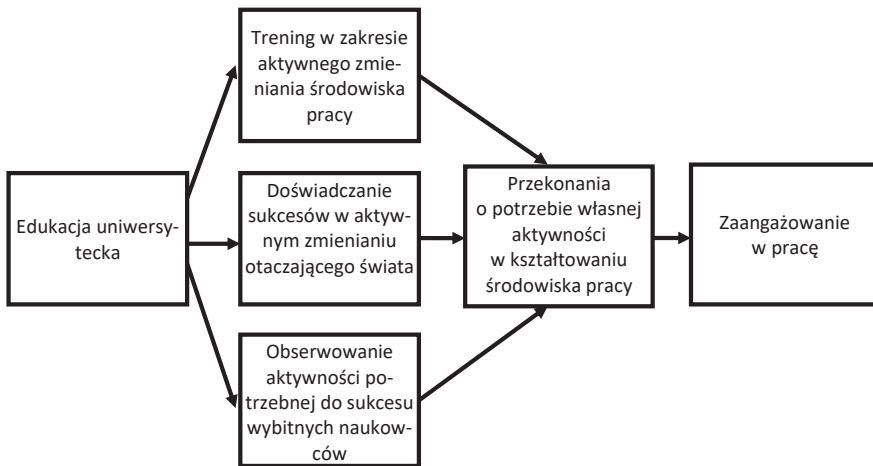 Trening w zakresie
aktywnego zmie-
niania środowiska
pracy
Edukacja uniwersy-
tecka
Doświadczanie
sukcesów w aktyw-
nym zmienianiu
otaczającego świata
Obserwowanie
aktywności po-
trzebnej do sukcesu
wybitnych naukow-
ców
Przekonania
o potrzebie własnej
aktywności
w kształtowaniu
środowiska pracy
Zaangażowanie
w pracę